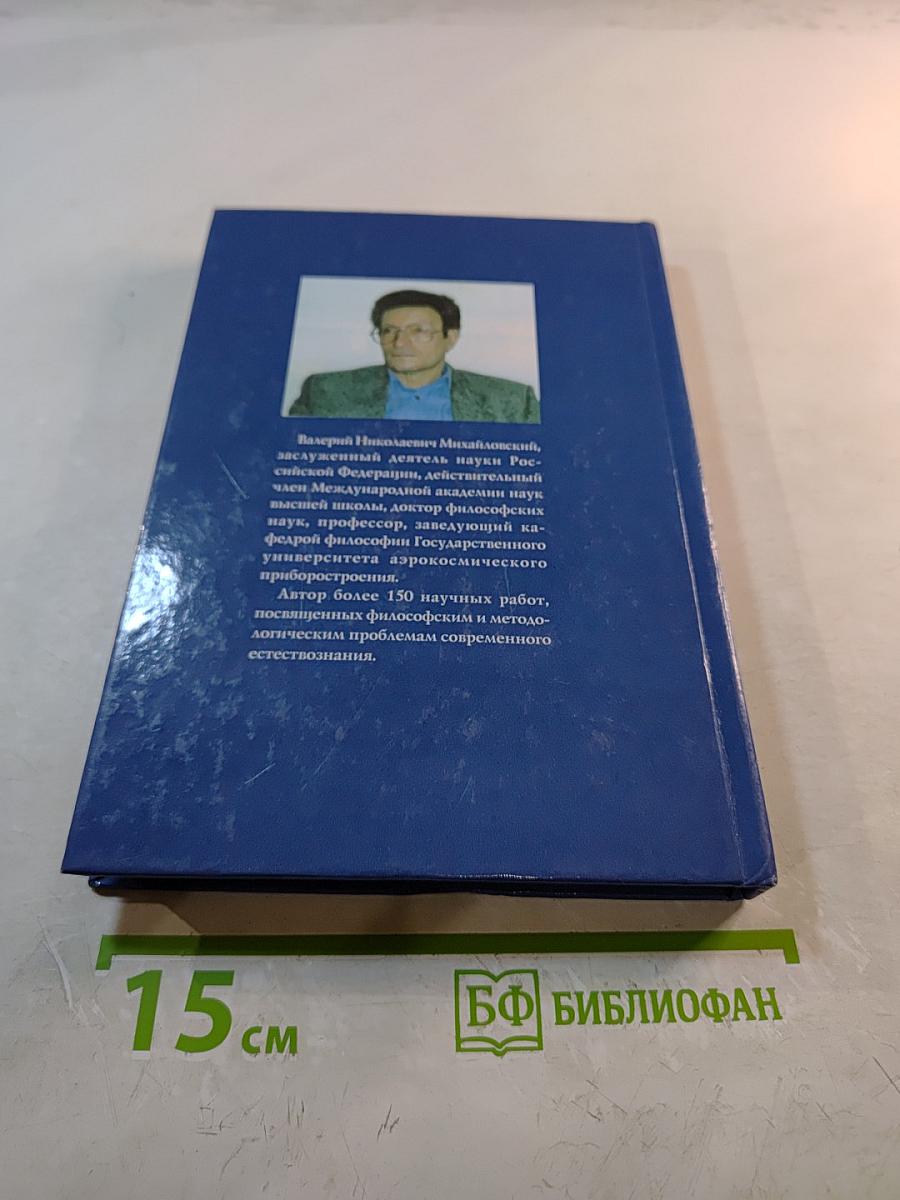 Валерий Николаевич Михайловский,
заслуженный деятель науки Рос-
сийской Федерации, действительный
член Международной академии наук
высшей школы, доктор философских
наук, профессор, заведующий ка-
федрой философии Государственного
университета аэрокосмического
приборостроения.
Автор более 150 научных работ,
посвященных философским и методо-
логическим проблемам современного
естествознания.
15 см
БФ БИБЛИОФАН